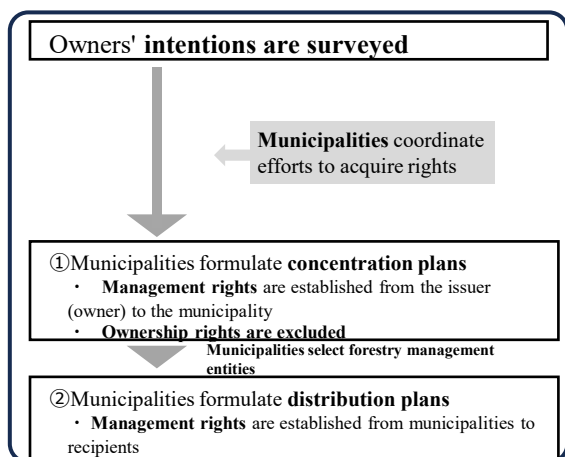 Owners' intentions are surveyed
Municipalities coordinate
efforts to acquire rights
①Municipalities formulate concentration plans
・ Management rights are established from the issuer
(owner) to the municipality
・ Ownership rights are excluded
Municipalities select forestry management
entities
②Municipalities formulate distribution plans
・ Management rights are established from municipalities to
recipients